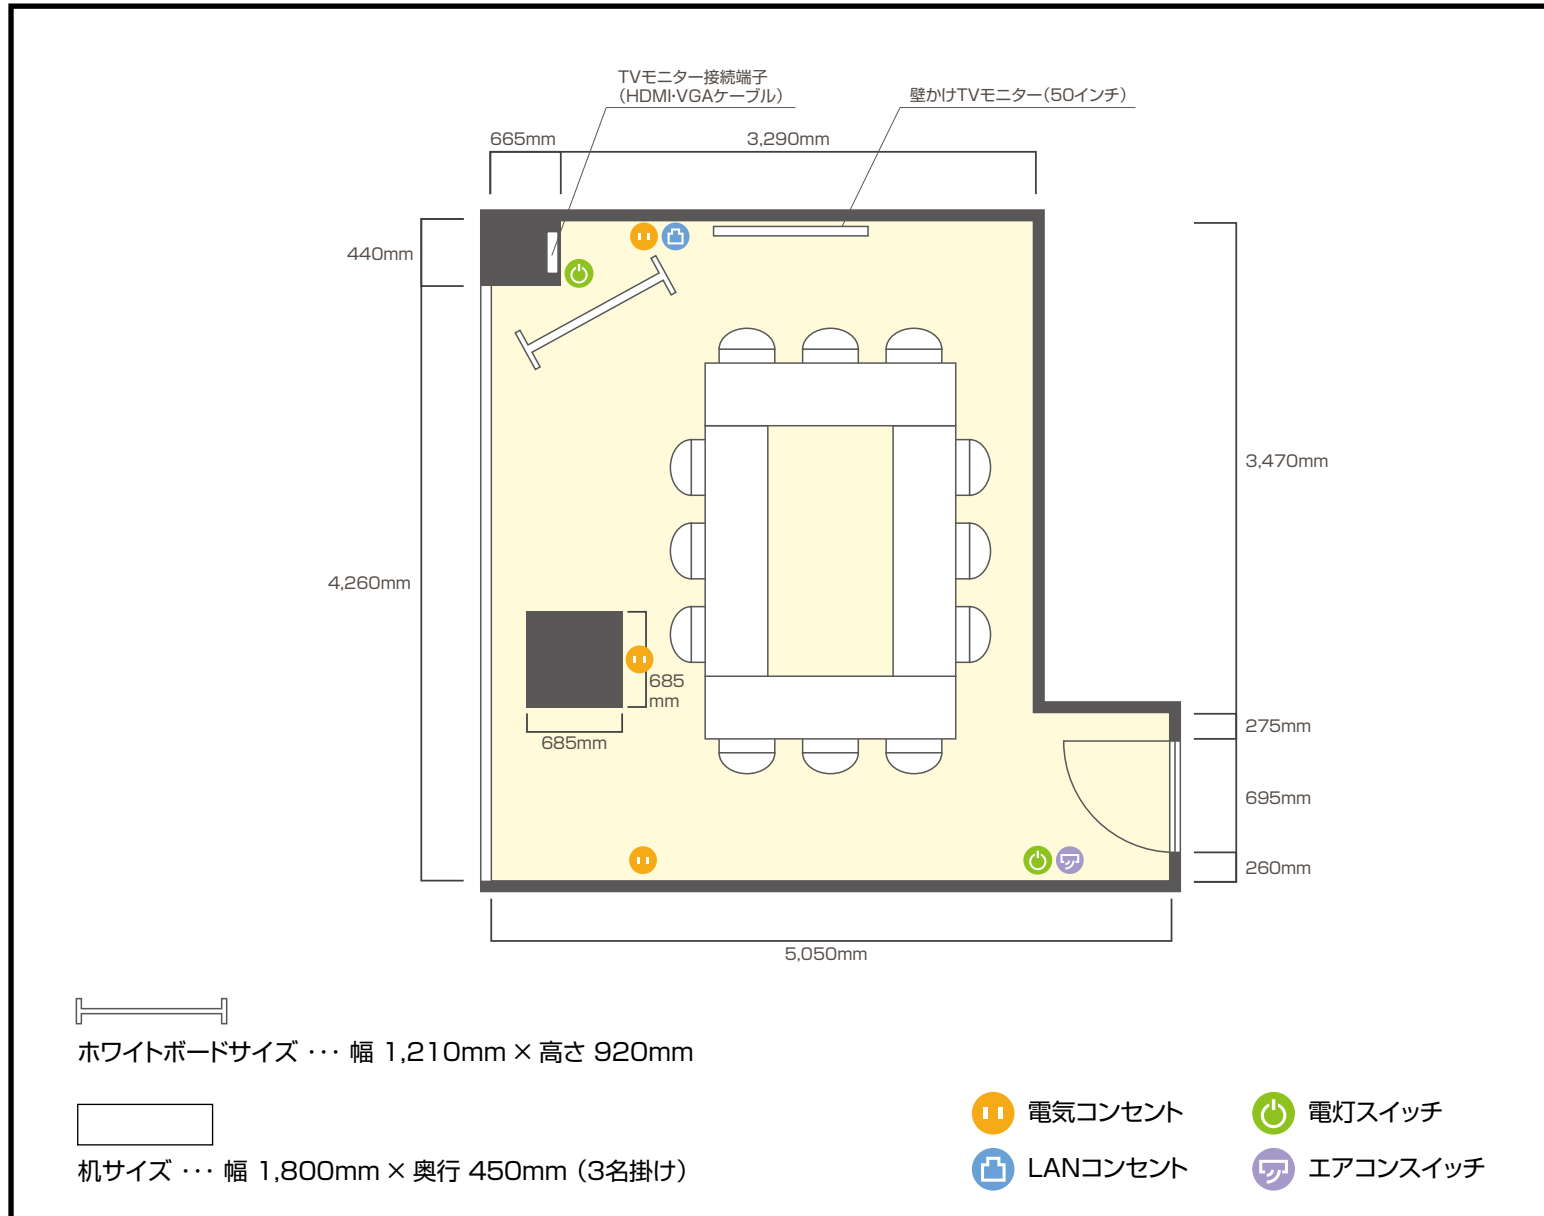 TVモニター接続端子
（HDMI・VGAケーブル）
壁かけTVモニター（50インチ）
665mm
3,290mm
440mm
3,470mm
4,260mm
685
mm
685mm
275mm
695mm
260mm
5,050mm
ホワイトボードサイズ ･･･ 幅 1,210mm × 高さ 920mm
机サイズ ･･･ 幅 1,800mm × 奥行 450mm（3名掛け）
電気コンセント
電灯スイッチ
LANコンセント
エアコンスイッチ